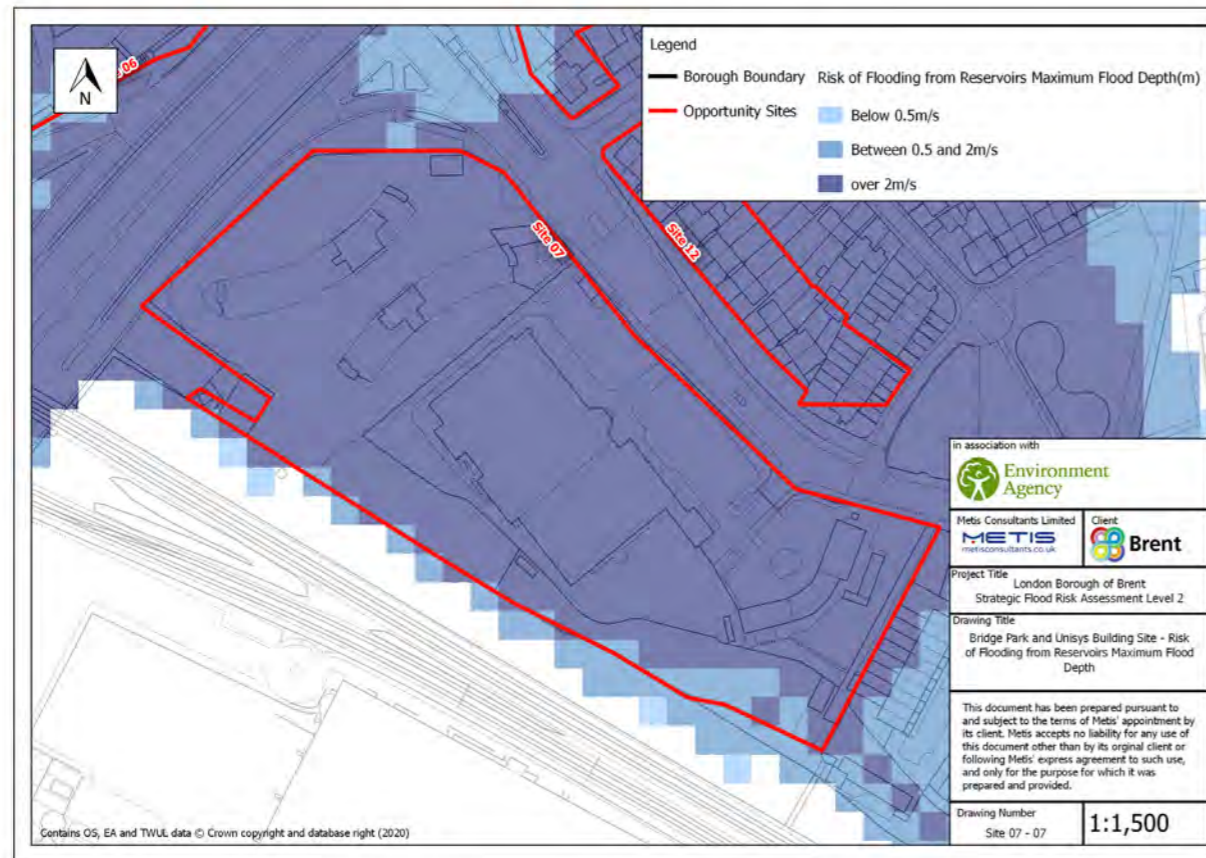 Legend
Borough Boundary
Opportunity Sites
Risk of Flooding from Reservoirs Maximum Flood Depth(m)
Below 0.5m/s
Between 0.5 and 2m/s
over 2m/s
N
06
Site 07
Site 12
in association with
Environment
Agency
Metis Consultants Limited
METIS
metisconsultants.co.uk
Client
Brent
Project Title
London Borough of Brent
Strategic Flood Risk Assessment Level 2
Drawing Title
Bridge Park and Unisys Building Site - Risk
of Flooding from Reservoirs Maximum Flood
Depth
This document has been prepared pursuant to
and subject to the terms of Metis' appointment by
its client. Metis accepts no liability for any use of
this document other than by its orginal client or
following Metis' express agreement to such use,
and only for the purpose for which it was
prepared and provided.
Drawing Number
Site 07 - 07
1:1,500
Contains OS, EA and TWUL data © Crown copyright and database right (2020)